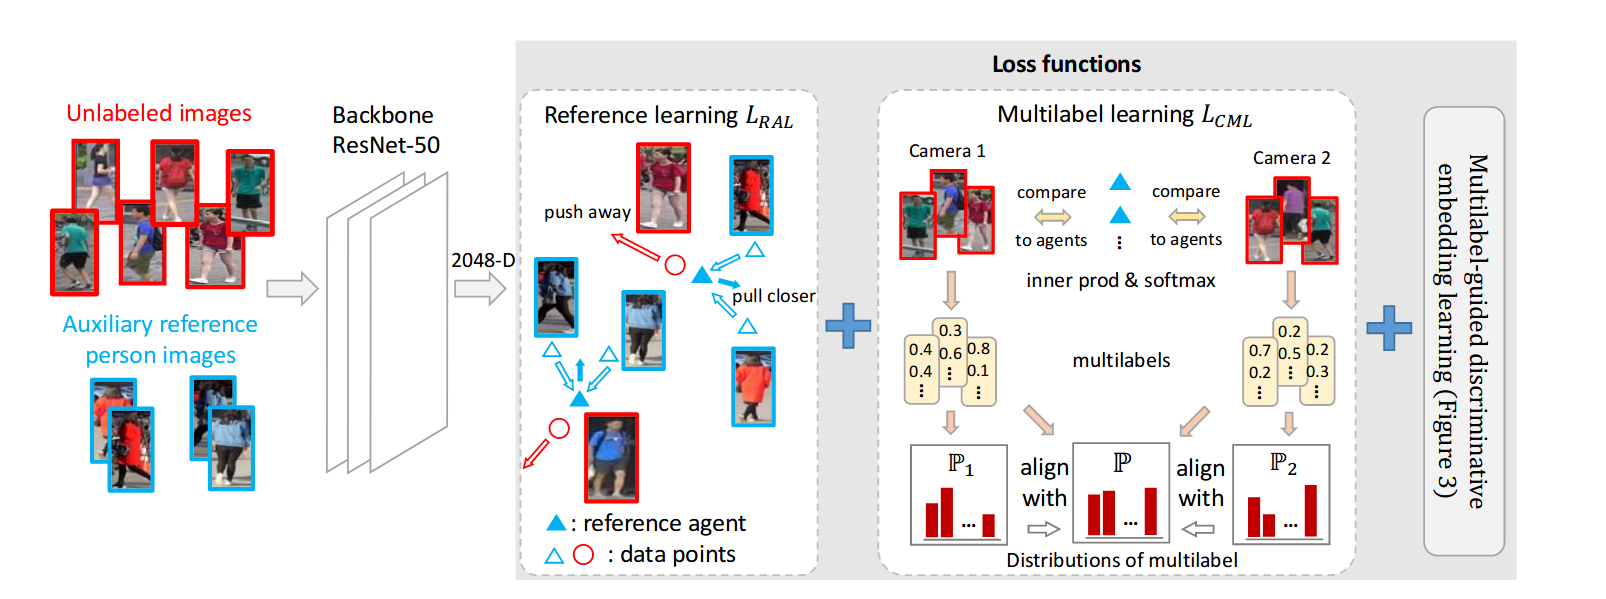 Loss functions
Unlabeled images
Auxiliary reference
person images
Backbone
ResNet-50
2048-D
Reference learning L_RAL
push away
pull closer
▲: reference agent
△○ : data points
Multilabel learning L_CML
Camera 1
Camera 2
compare
to agents
⋮
compare
to agents
inner prod & softmax
0.4
0.4
⋮
0.3
0.6
⋮
0.8
0.1
⋮
multilabels
0.7
0.2
⋮
0.2
0.5
⋮
0.2
0.3
⋮
ℙ1
...
align
with
ℙ
...
align
with
ℙ2
...
Distributions of multilabel
Multilabel-guided discriminative
embedding learning (Figure 3)